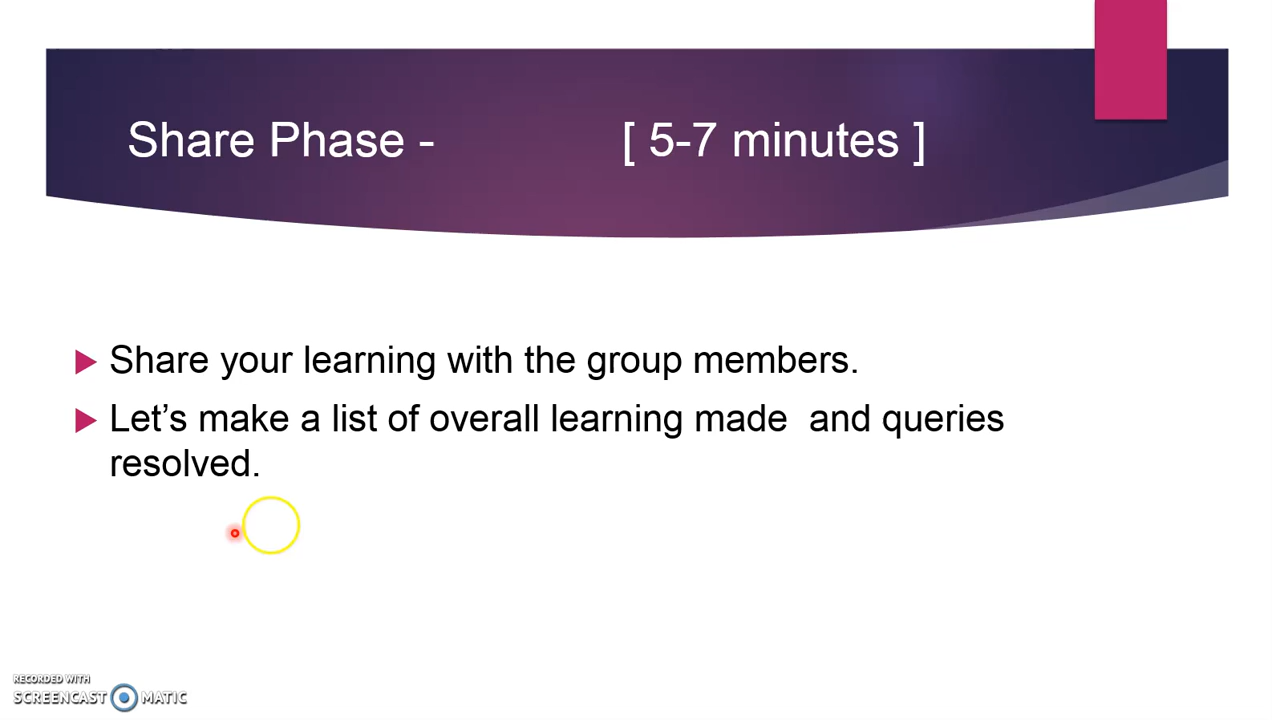 Share Phase - [ 5-7 minutes ]
Share your learning with the group members.
Let’s make a list of overall learning made  and queries
resolved.
RECORDED WITH
SCREENCAST MATIC